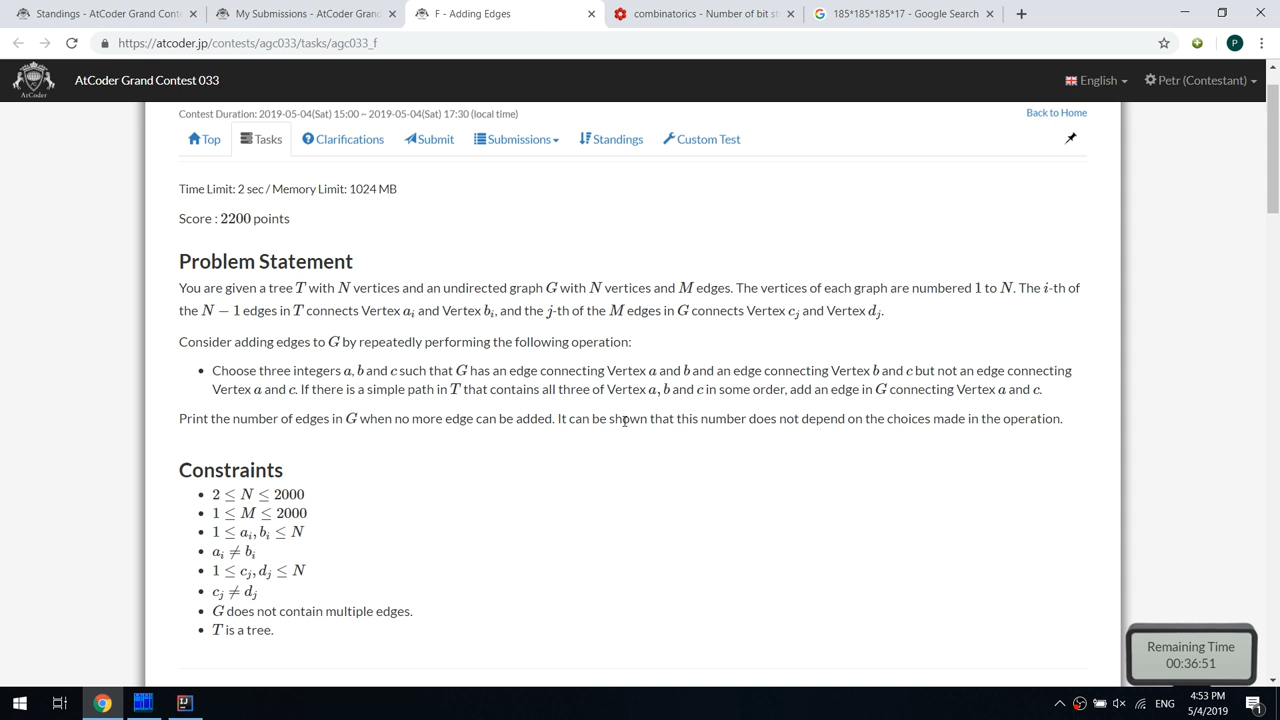 Standings - AtCoder Grand Cont
My Submissions - AtCoder Gran
F - Adding Edges
combinatorics - Number of bit st
185*185*185*17 - Google Search
https://atcoder.jp/contests/agc033/tasks/agc033_f
P
AtCoder
AtCoder Grand Contest 033
English
Petr (Contestant)
Contest Duration: 2019-05-04(Sat) 15:00 ~ 2019-05-04(Sat) 17:30 (local time)
Back to Home
Top
Tasks
Clarifications
Submit
Submissions
Standings
Custom Test
Time Limit: 2 sec / Memory Limit: 1024 MB
Score : 2200 points
Problem Statement
You are given a tree T with N vertices and an undirected graph G with N vertices and M edges. The vertices of each graph are numbered 1 to N. The i-th of
the N − 1 edges in T connects Vertex a_i and Vertex b_i, and the j-th of the M edges in G connects Vertex c_j and Vertex d_j.
Consider adding edges to G by repeatedly performing the following operation:
• Choose three integers a, b and c such that G has an edge connecting Vertex a and b and an edge connecting Vertex b and c but not an edge connecting
Vertex a and c. If there is a simple path in T that contains all three of Vertex a, b and c in some order, add an edge in G connecting Vertex a and c.
Print the number of edges in G when no more edge can be added. It can be shown that this number does not depend on the choices made in the operation.
Constraints
• 2 ≤ N ≤ 2000
• 1 ≤ M ≤ 2000
• 1 ≤ a_i, b_i ≤ N
• a_i ≠ b_i
• 1 ≤ c_j, d_j ≤ N
• c_j ≠ d_j
• G does not contain multiple edges.
• T is a tree.
Remaining Time
00:36:51
ENG
4:53 PM
5/4/2019
1